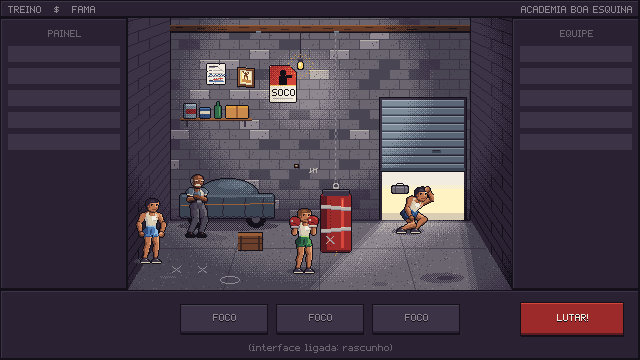 TREINO $ FAMA
ACADEMIA BOA ESQUINA
PAINEL
EQUIPE
SOCO
FOCO
FOCO
FOCO
LUTAR!
(interface ligada: rascunho)